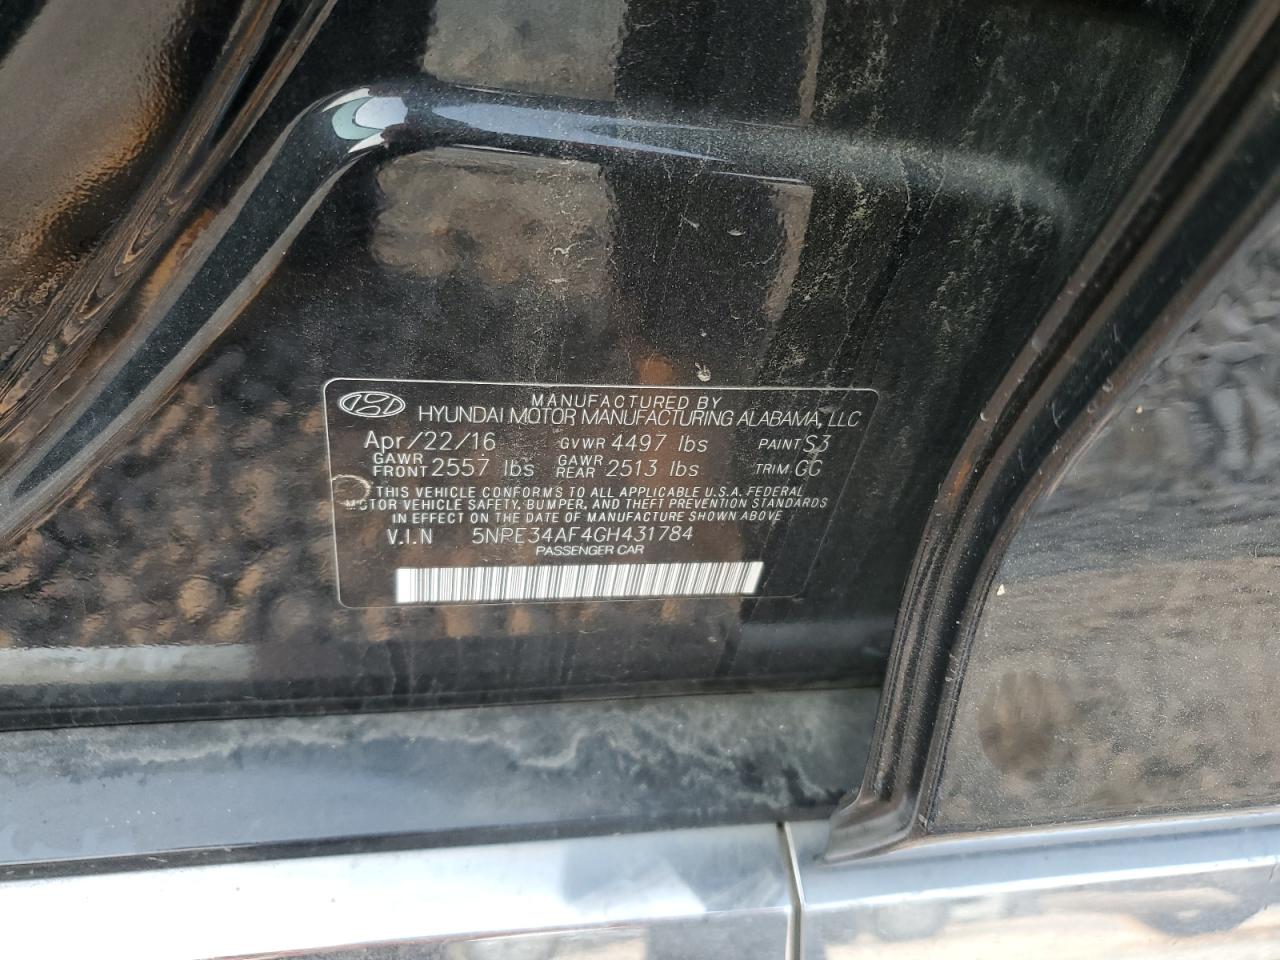 MANUFACTURED BY
HYUNDAI MOTOR MANUFACTURING ALABAMA, LLC
Apr/22/16 GVWR 4497 lbs PAINT S3
GAWR FRONT 2557 lbs GAWR REAR 2513 lbs TRIM. GC
THIS VEHICLE CONFORMS TO ALL APPLICABLE U.S.A. FEDERAL
MOTOR VEHICLE SAFETY, BUMPER, AND THEFT PREVENTION STANDARDS
IN EFFECT ON THE DATE OF MANUFACTURE SHOWN ABOVE
V.I.N 5NPE34AF4GH431784
PASSENGER CAR